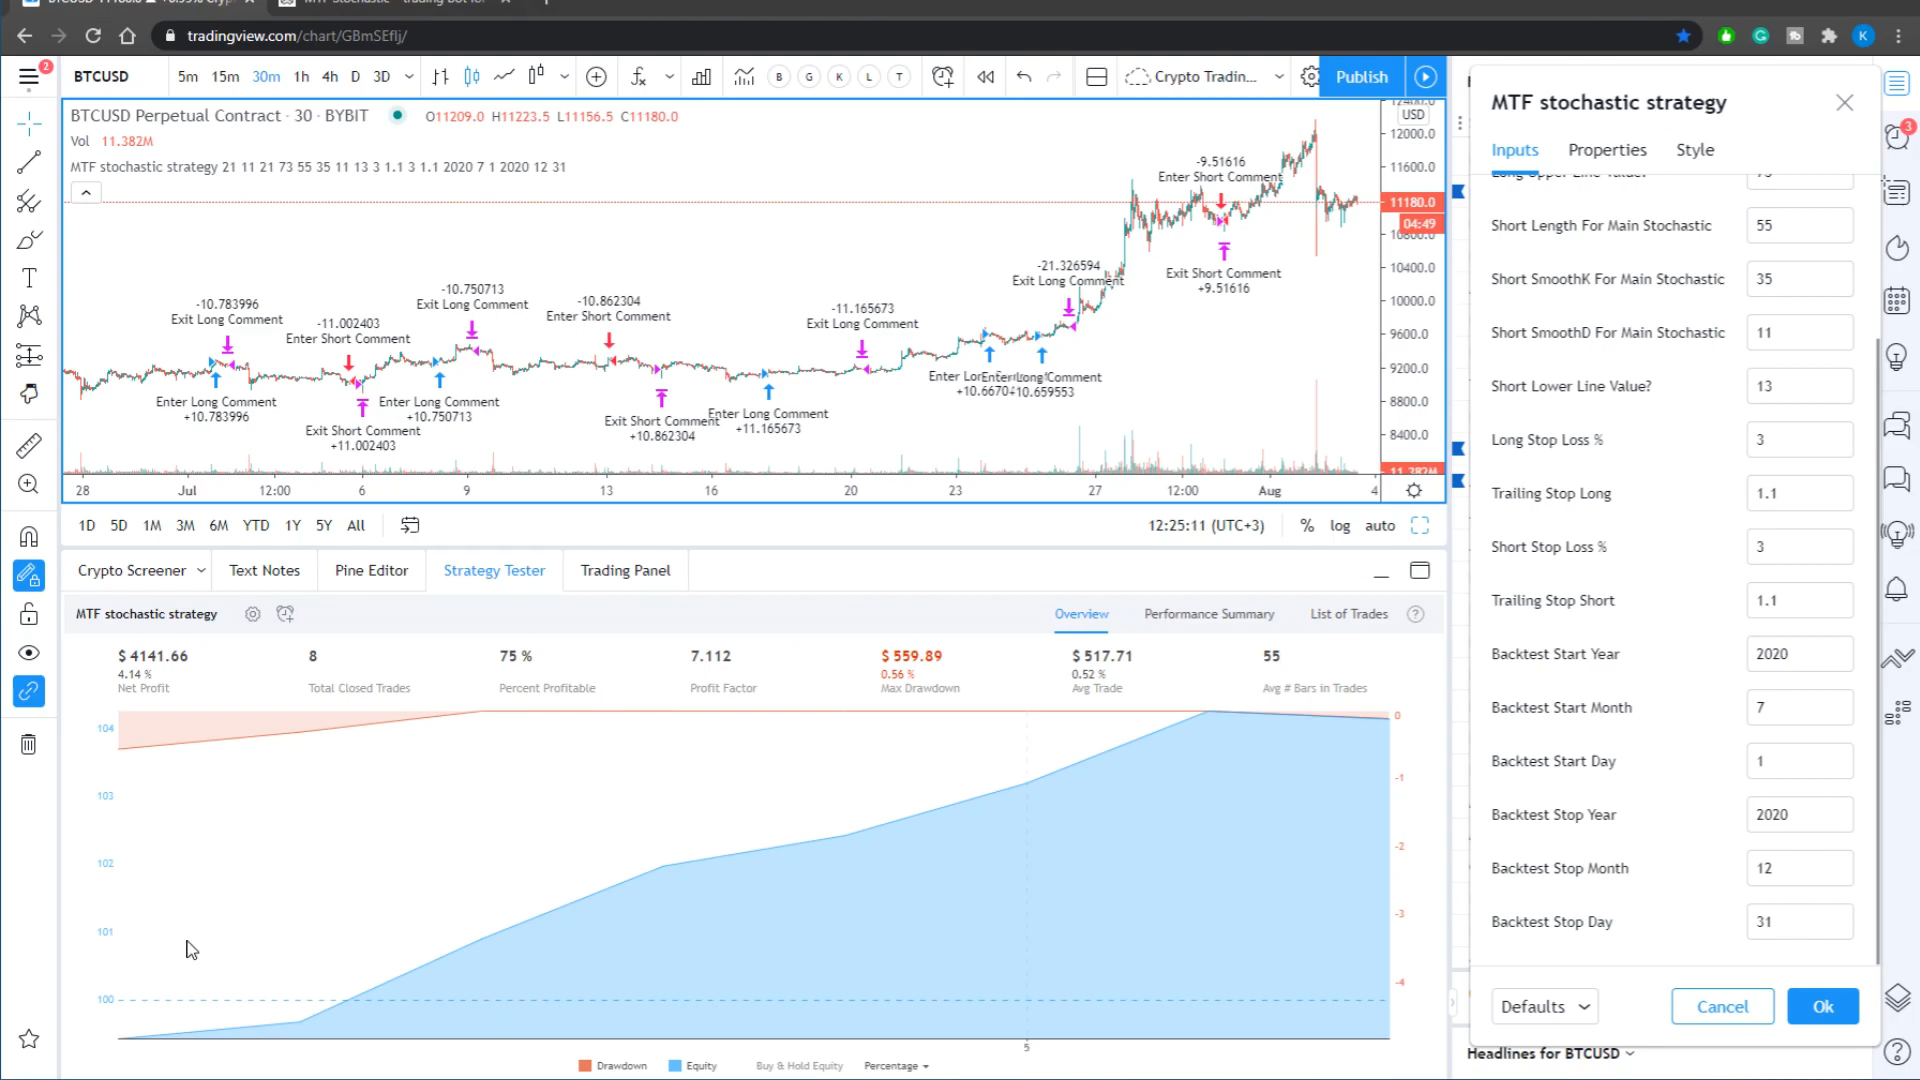 tradingview.com/chart/GBmSEflj/
2
BTCUSD
5m 15m 30m 1h 4h D 3D
B G K L T
Crypto Tradin...
Publish
BTCUSD Perpetual Contract · 30 · BYBIT
O11209.0 H11223.5 L11156.5 C11180.0
Vol 11.382M
MTF stochastic strategy 21 11 21 73 55 35 11 13 3 1.1 3 1.1 2020 7 1 2020 12 31
USD
12000.0
11600.0
11180.0
04:49
10800.0
10400.0
10000.0
9600.0
9200.0
8800.0
8400.0
11.382M
-9.51616
Enter Short Comment
Exit Short Comment
+9.51616
-21.326594
Exit Long Comment
-10.783996
Exit Long Comment
-11.002403
Enter Short Comment
-10.750713
Exit Long Comment
-10.862304
Enter Short Comment
-11.165673
Exit Long Comment
Enter Long Comment
+10.783996
Exit Short Comment
+11.002403
Enter Long Comment
+10.750713
Exit Short Comment
+10.862304
Enter Long Comment
+11.165673
Enter Long Comment
+10.659553
28 Jul 12:00 6 9 13 16 20 23 27 12:00 Aug 4
1D 5D 1M 3M 6M YTD 1Y 5Y All
12:25:11 (UTC+3) % log auto
Crypto Screener Text Notes Pine Editor Strategy Tester Trading Panel
MTF stochastic strategy
Overview Performance Summary List of Trades
$ 4141.66
4.14 %
Net Profit
8
Total Closed Trades
75 %
Percent Profitable
7.112
Profit Factor
$ 559.89
0.56 %
Max Drawdown
$ 517.71
0.52 %
Avg Trade
55
Avg # Bars in Trades
104
103
102
101
100
0
-1
-2
-3
-4
5
Drawdown Equity Buy & Hold Equity Percentage
MTF stochastic strategy
Inputs Properties Style
Long Upper Line Value? 73
Short Length For Main Stochastic 55
Short SmoothK For Main Stochastic 35
Short SmoothD For Main Stochastic 11
Short Lower Line Value? 13
Long Stop Loss % 3
Trailing Stop Long 1.1
Short Stop Loss % 3
Trailing Stop Short 1.1
Backtest Start Year 2020
Backtest Start Month 7
Backtest Start Day 1
Backtest Stop Year 2020
Backtest Stop Month 12
Backtest Stop Day 31
Defaults Cancel Ok
Headlines for BTCUSD
K
3